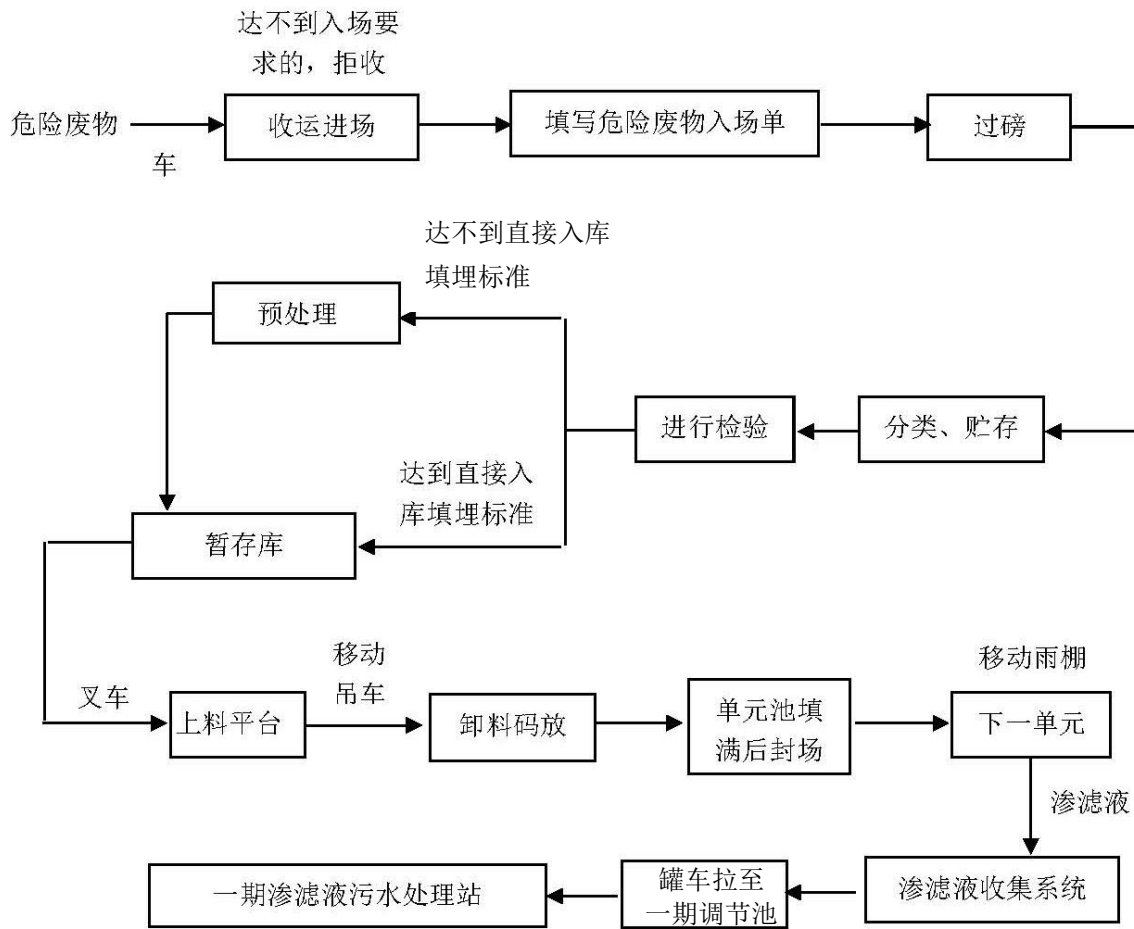 达不到入场要
求的，拒收
危险废物
车
收运进场
填写危险废物入场单
过磅
达不到直接入库
填埋标准
预处理
进行检验
分类、贮存
达到直接入
库填埋标准
暂存库
叉车
上料平台
移动
吊车
卸料码放
单元池填
满后封场
移动雨棚
下一单元
渗滤液
渗滤液收集系统
罐车拉至
一期调节池
一期渗滤液污水处理站